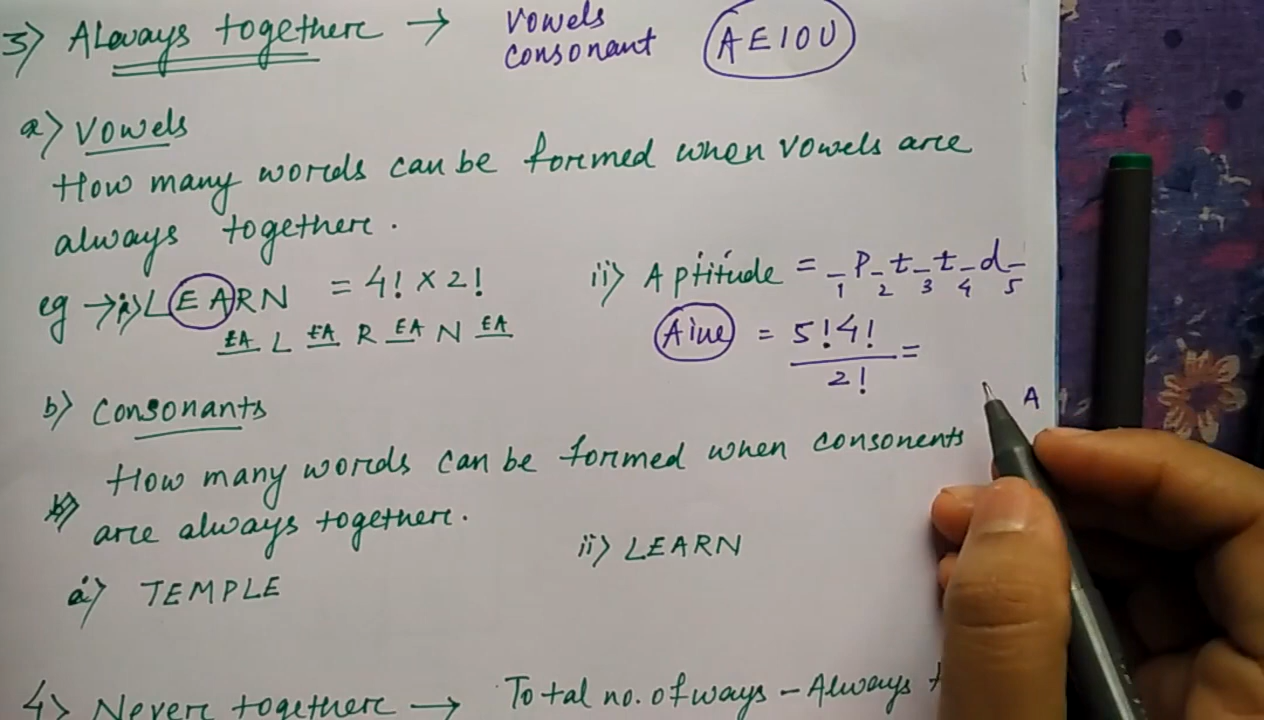 3) Always together → vowels
consonant AEIOU
a) Vowels
How many words can be formed when vowels are
always together.
eg → i) LEARN = 4! × 2!
EA L EA R EA N EA
ii) Aptitude = _ P _ t _ t _ d _
1 2 3 4 5
Aiue = 5!4! =
2!
A
b) Consonants
How many words can be formed when consonents
are always together.
i) TEMPLE
ii) LEARN
4) Never together → Total no. of ways - Always t